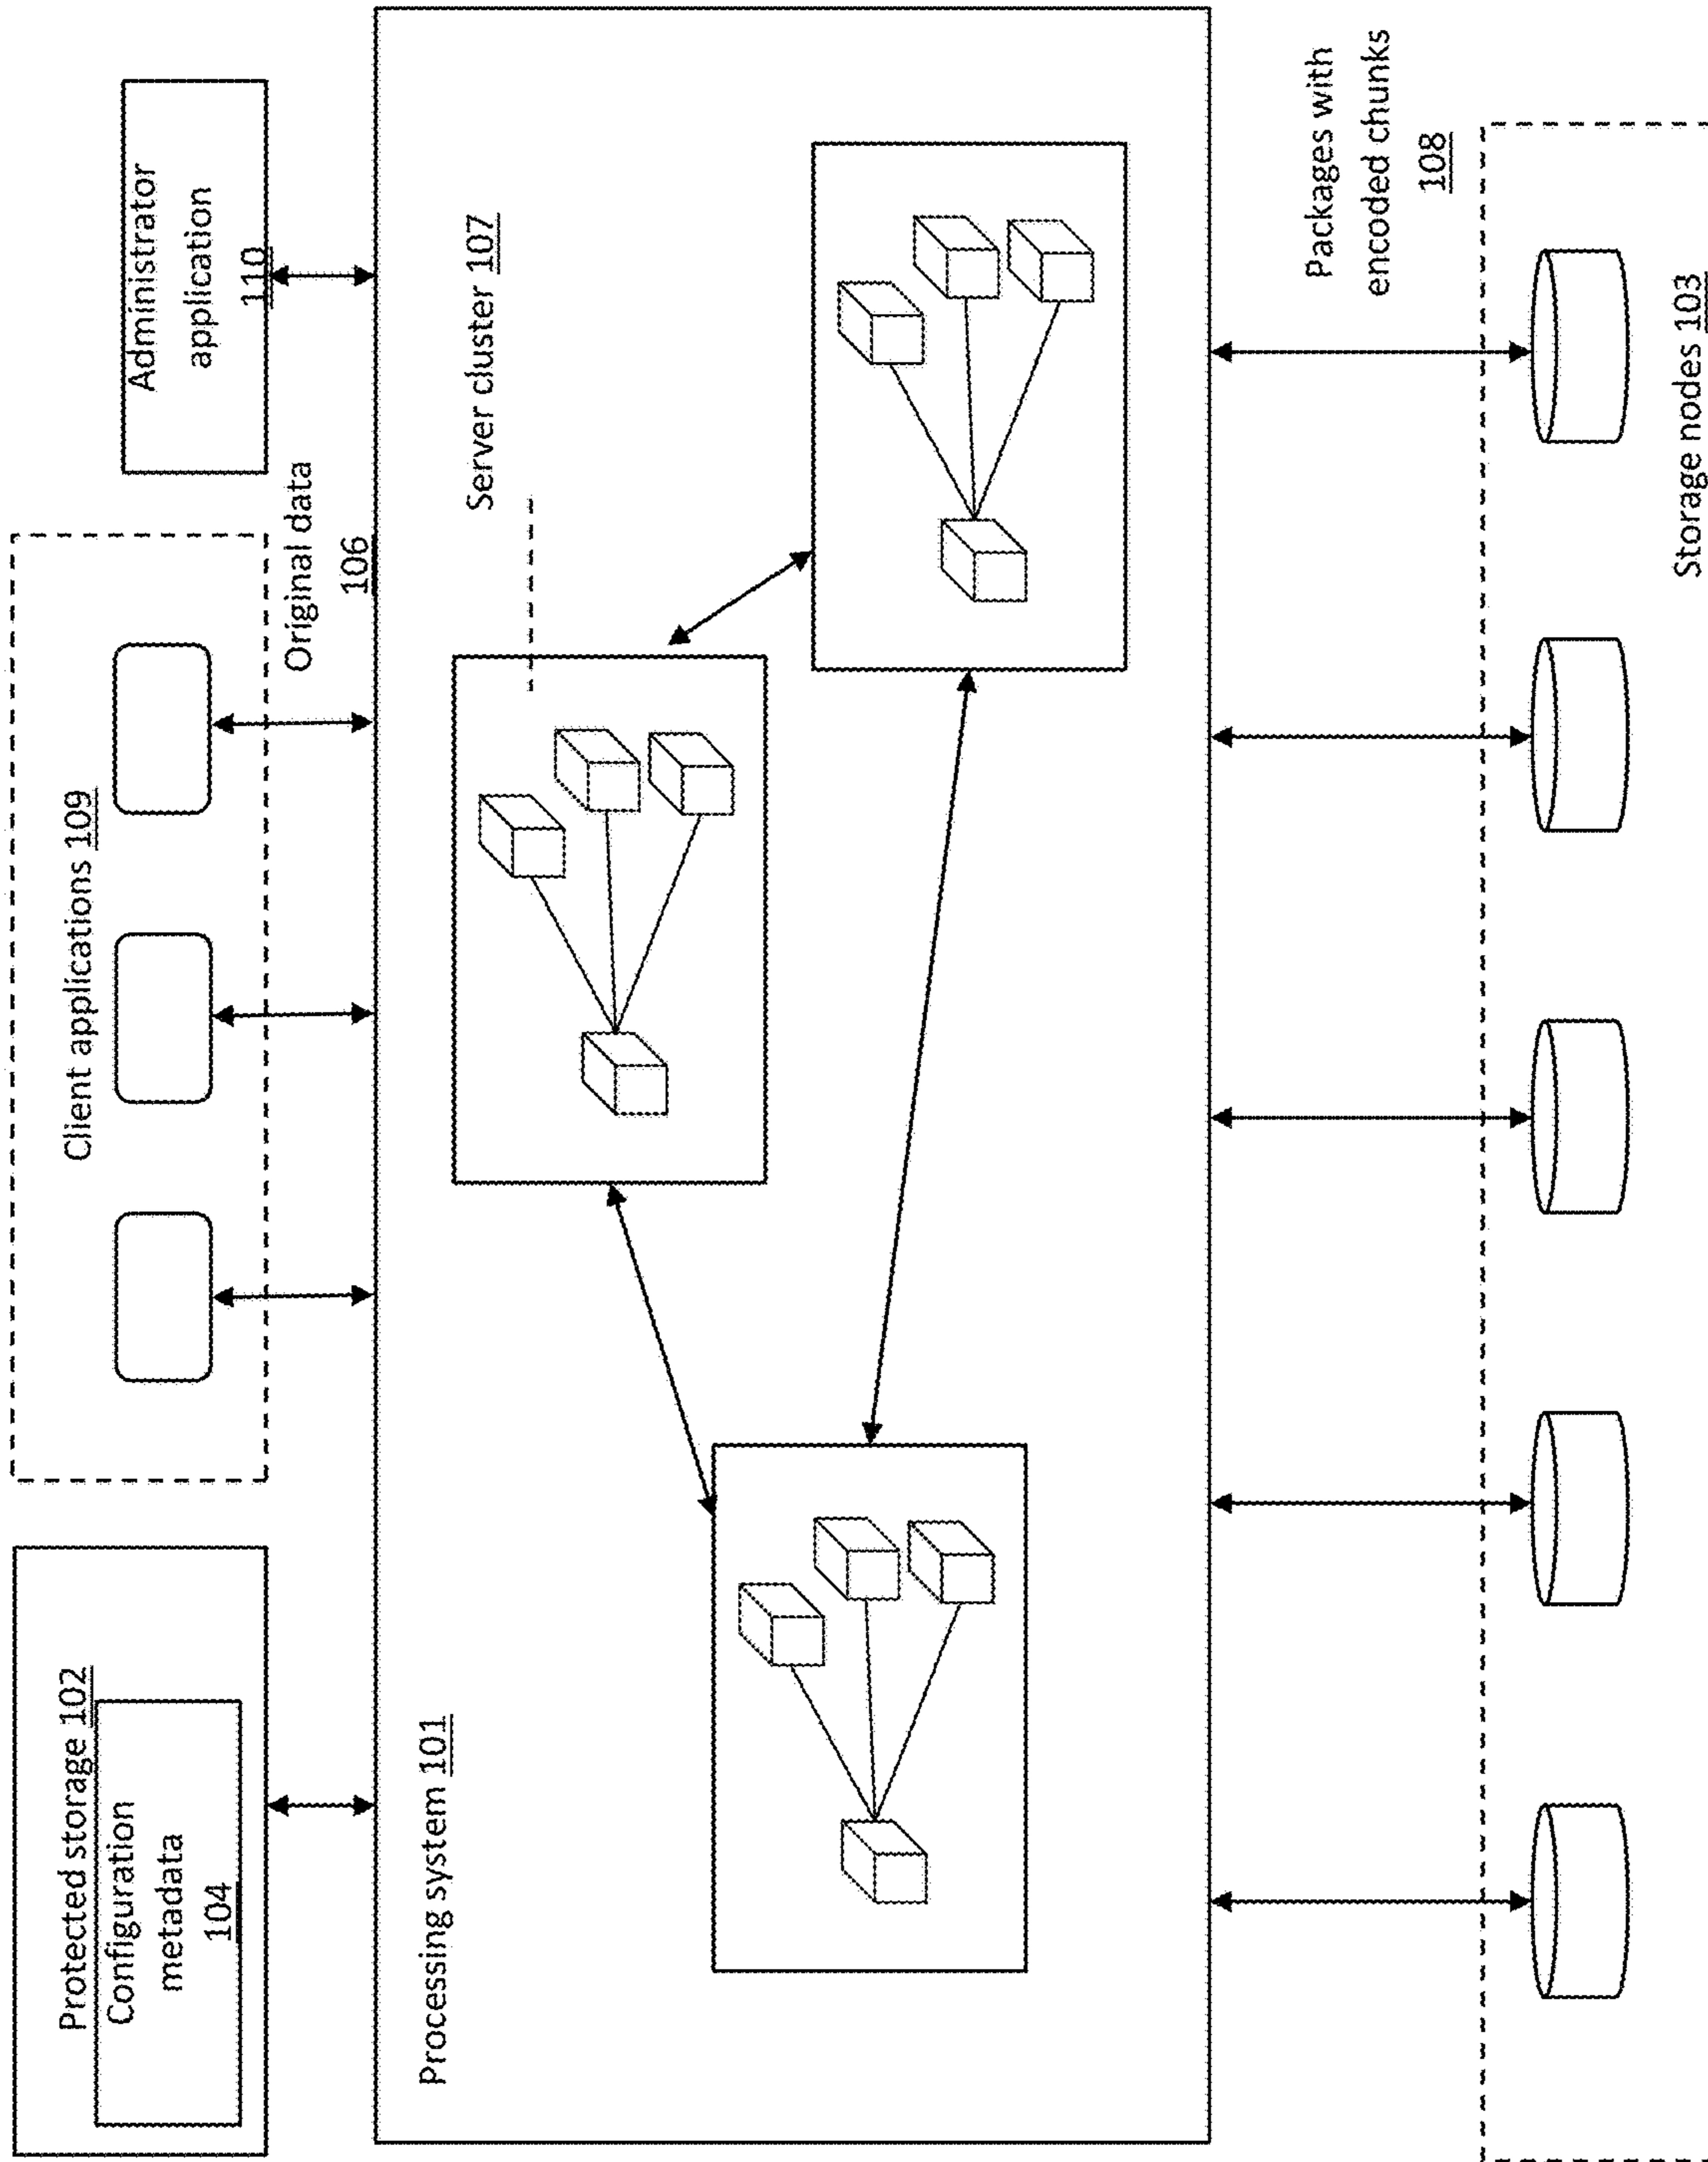 Protected storage 102
Configuration
metadata
104
Client applications 109
Original data
106
Administrator
application
110
Processing system 101
Server cluster 107
Packages with
encoded chunks
108
Storage nodes 103